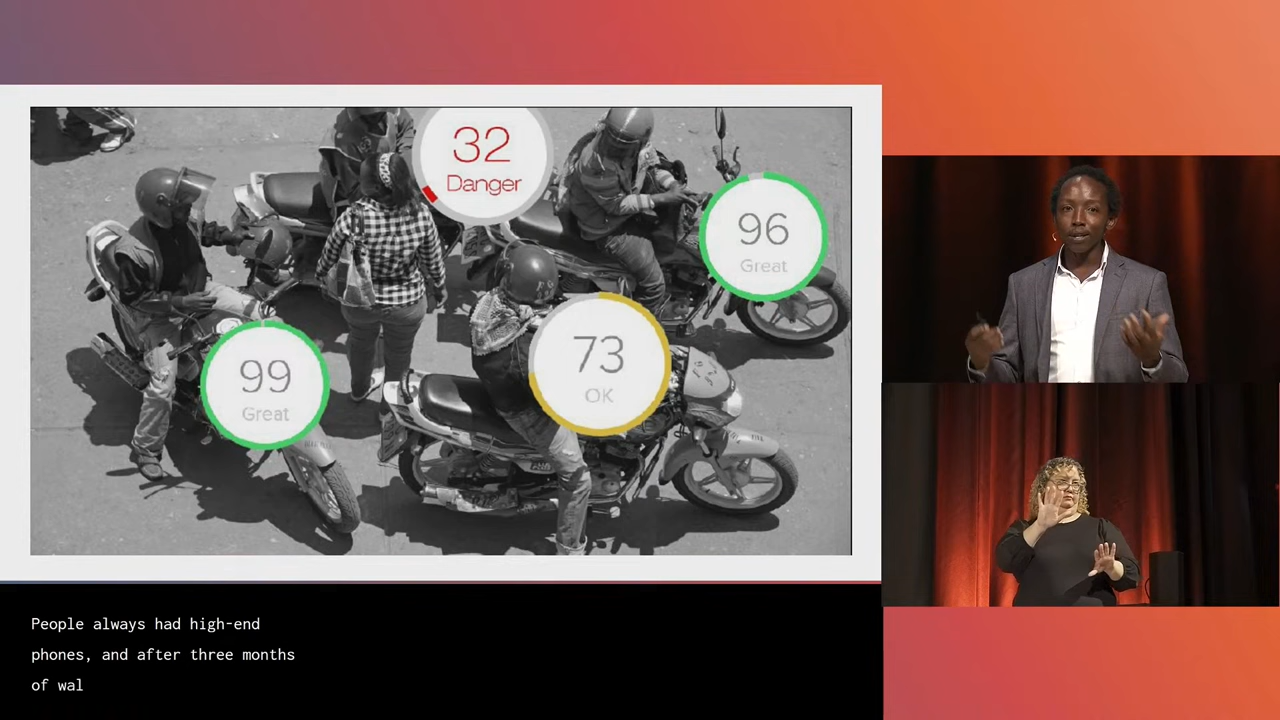 32
Danger
96
Great
73
OK
99
Great
People always had high-end
phones, and after three months
of wal